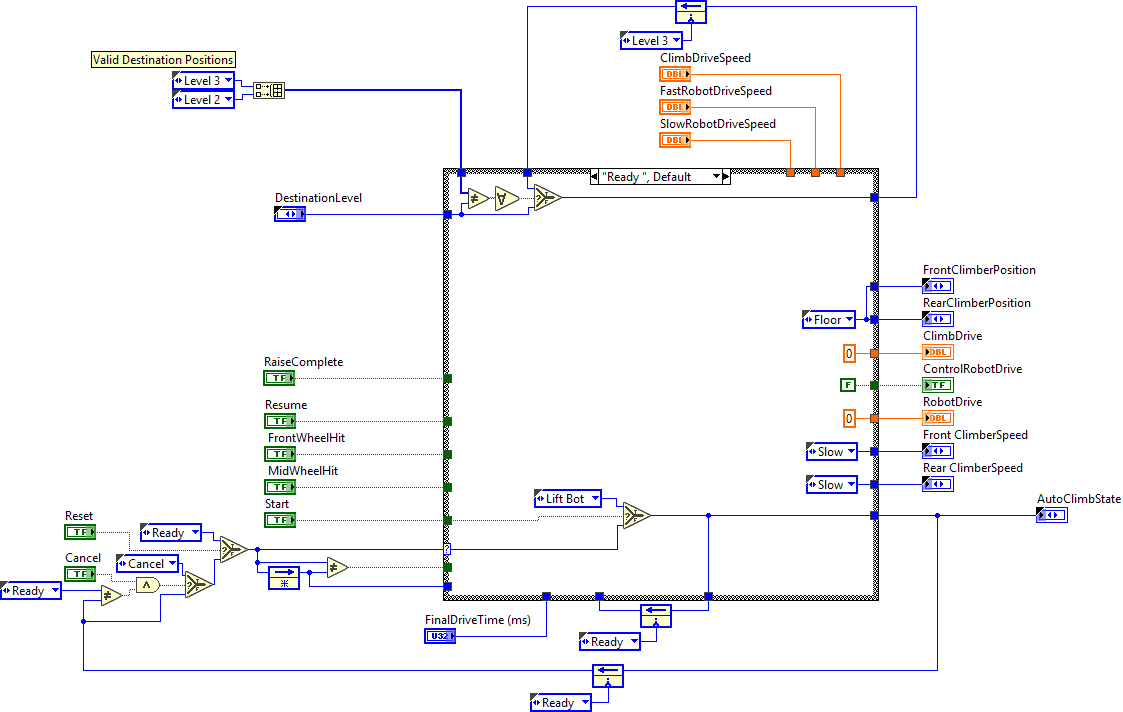 Level 3
ClimbDriveSpeed
DBL
FastRobotDriveSpeed
DBL
SlowRobotDriveSpeed
DBL
Valid Destination Positions
Level 3
Level 2
"Ready ", Default
DestinationLevel
FrontClimberPosition
RearClimberPosition
Floor
ClimbDrive
0
DBL
ControlRobotDrive
F
TF
RobotDrive
0
DBL
Front ClimberSpeed
Slow
Rear ClimberSpeed
Slow
RaiseComplete
TF
Resume
TF
FrontWheelHit
TF
MidWheelHit
TF
Start
TF
Lift Bot
AutoClimbState
Reset
TF
Ready
Cancel
TF
Cancel
Ready
FinalDriveTime (ms)
U32
Ready
Ready